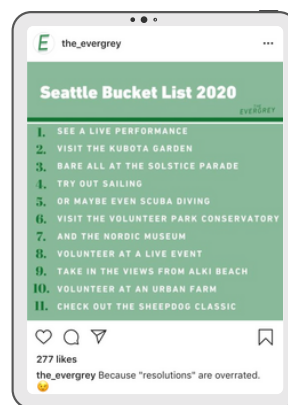 E the_evergrey ...
Seattle Bucket List 2020
THE
EVERGREY
1. SEE A LIVE PERFORMANCE
2. VISIT THE KUBOTA GARDEN
3. BARE ALL AT THE SOLSTICE PARADE
4. TRY OUT SAILING
5. OR MAYBE EVEN SCUBA DIVING
6. VISIT THE VOLUNTEER PARK CONSERVATORY
7. AND THE NORDIC MUSEUM
8. VOLUNTEER AT A LIVE EVENT
9. TAKE IN THE VIEWS FROM ALKI BEACH
10. VOLUNTEER AT AN URBAN FARM
11. CHECK OUT THE SHEEPDOG CLASSIC
277 likes
the_evergrey Because "resolutions" are overrated.
😉